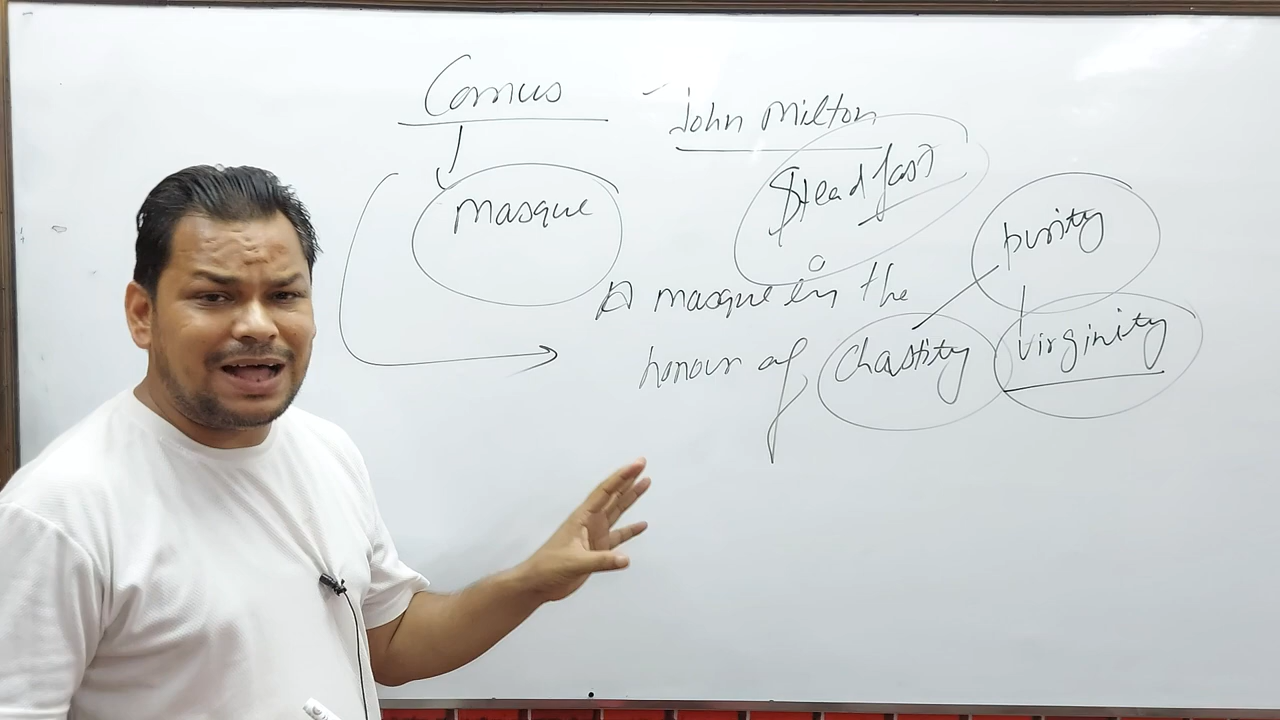 Comus
John Milton
masque
Steadfast
purity
A masque in the
honour of chastity virginity